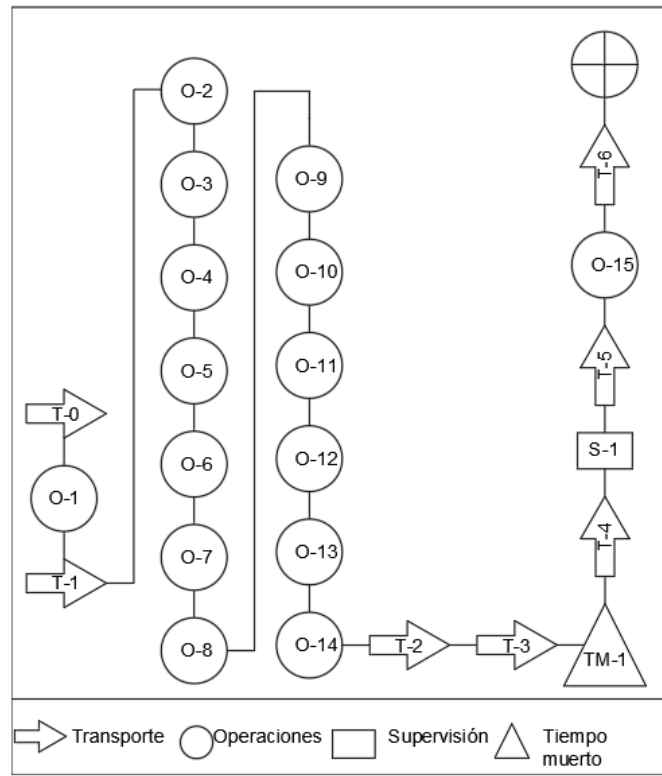 T-0
O-1
T-1
O-2
O-3
O-4
O-5
O-6
O-7
O-8
O-9
O-10
O-11
O-12
O-13
O-14
T-2
T-3
TM-1
T-4
S-1
T-5
O-15
T-6
Transporte
Operaciones
Supervisión
Tiempo
muerto